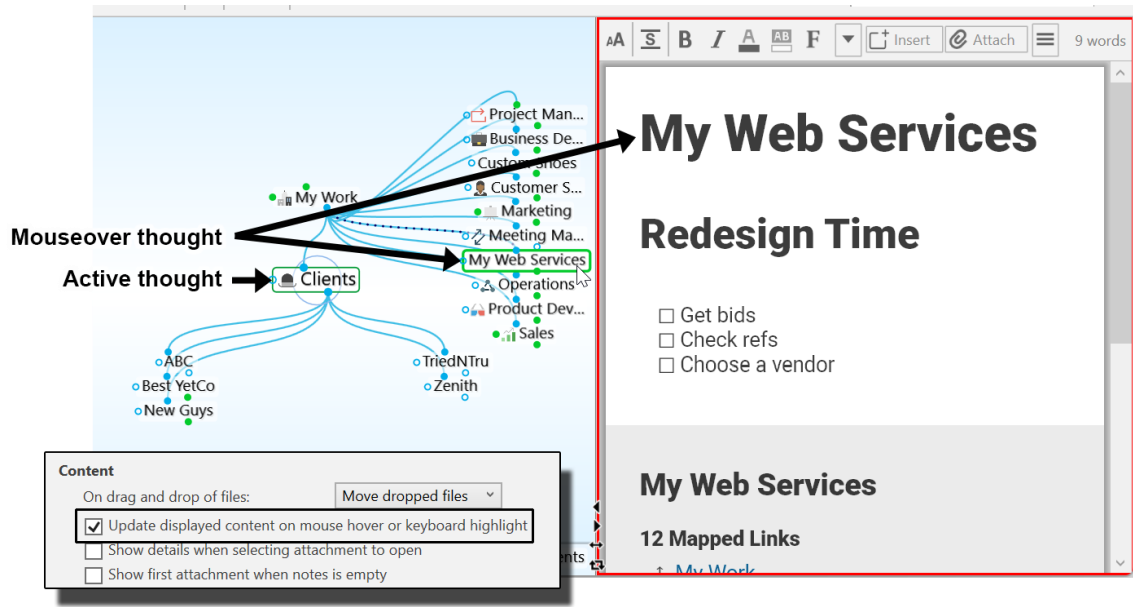 AA S B I A AB F Insert Attach 9 words
My Web Services
Redesign Time
Get bids
Check refs
Choose a vendor
My Web Services
12 Mapped Links
My Work
Project Man...
Business De...
Custom Shoes
Customer S...
My Work
Marketing
Mouseover thought
Meeting Ma...
My Web Services
Active thought
Clients
Operations
Product Dev...
Sales
ABC
TriedNTru
Best YetCo
Zenith
New Guys
Content
On drag and drop of files: Move dropped files
Update displayed content on mouse hover or keyboard highlight
Show details when selecting attachment to open
Show first attachment when notes is empty